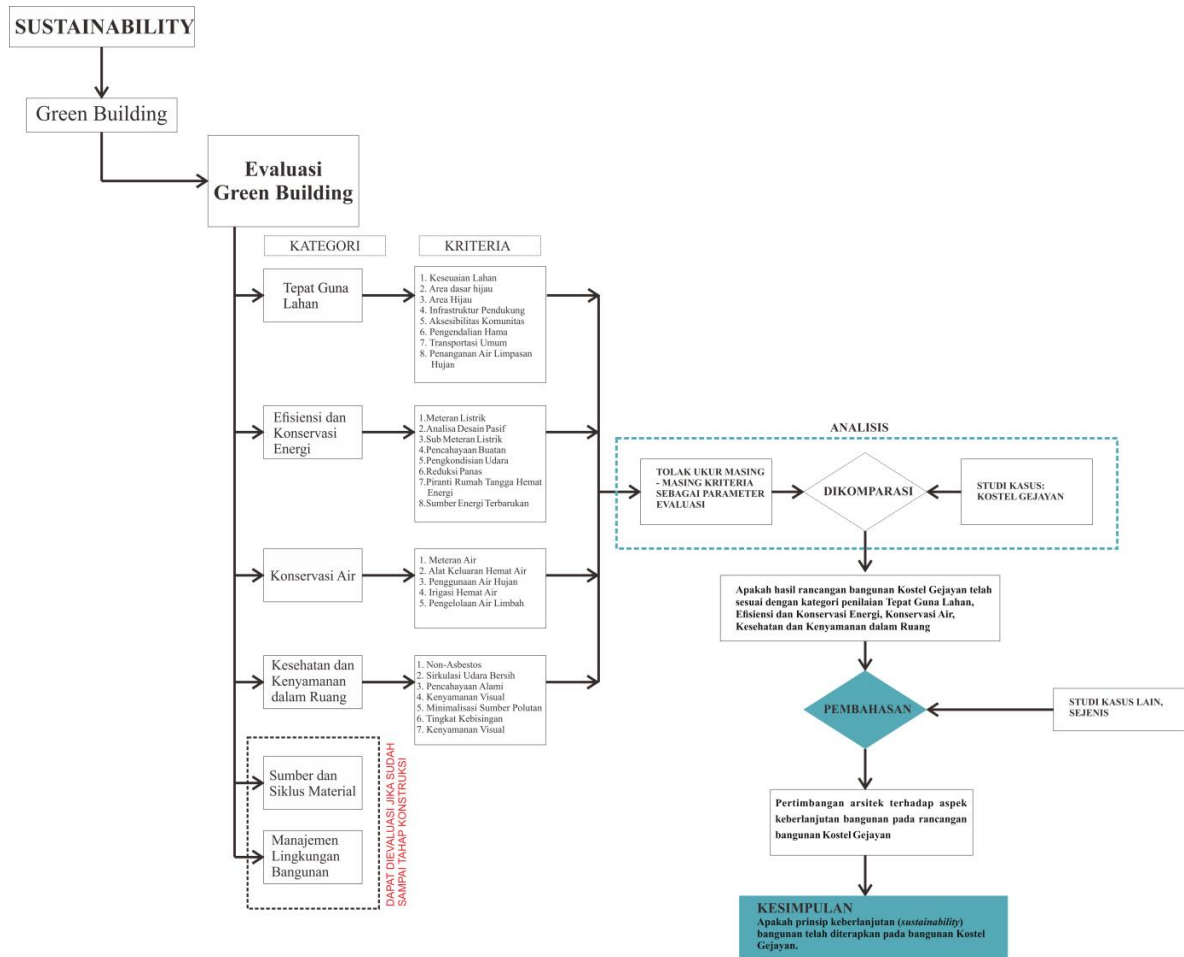 SUSTAINABILITY
Green Building
Evaluasi
Green Building
KATEGORI
KRITERIA
Tepat Guna
Lahan
1. Keseuaian Lahan
2. Area dasar hijau
3. Area Hijau
4. Infrastruktur Pendukung
5. Aksesibilitas Komunitas
6. Pengendalian Hama
7. Transportasi Umum
8. Penanganan Air Limpasan
Hujan
Efisiensi dan
Konservasi
Energi
1.Meteran Listrik
2.Analisa Desain Pasif
3.Sub Meteran Listrik
4.Pencahayaan Buatan
5.Pengkondisian Udara
6.Reduksi Panas
7.Piranti Rumah Tangga Hemat
Energi
8.Sumber Energi Terbarukan
Konservasi Air
1. Meteran Air
2. Alat Keluaran Hemat Air
3. Penggunaan Air Hujan
4. Irigasi Hemat Air
5. Pengelolaan Air Limbah
Kesehatan dan
Kenyamanan
dalam Ruang
1. Non-Asbestos
2. Sirkulasi Udara Bersih
3. Pencahayaan Alami
4. Kenyamanan Visual
5. Minimalisasi Sumber Polutan
6. Tingkat Kebisingan
7. Kenyamanan Visual
Sumber dan
Siklus Material
Manajemen
Lingkungan
Bangunan
DAPAT DIEVALUASI JIKA SUDAH
SAMPAI TAHAP KONSTRUKSI
ANALISIS
TOLAK UKUR MASING
- MASING KRITERIA
SEBAGAI PARAMETER
EVALUASI
DIKOMPARASI
STUDI KASUS:
KOSTEL GEJAYAN
Apakah hasil rancangan bangunan Kostel Gejayan telah
sesuai dengan kategori penilaian Tepat Guna Lahan,
Efisiensi dan Konservasi Energi, Konservasi Air,
Kesehatan dan Kenyamanan dalam Ruang
PEMBAHASAN
STUDI KASUS LAIN,
SEJENIS
Pertimbangan arsitek terhadap aspek
keberlanjutan bangunan pada rancangan
bangunan Kostel Gejayan
KESIMPULAN
Apakah prinsip keberlanjutan (sustainability)
bangunan telah diterapkan pada bangunan Kostel
Gejayan.